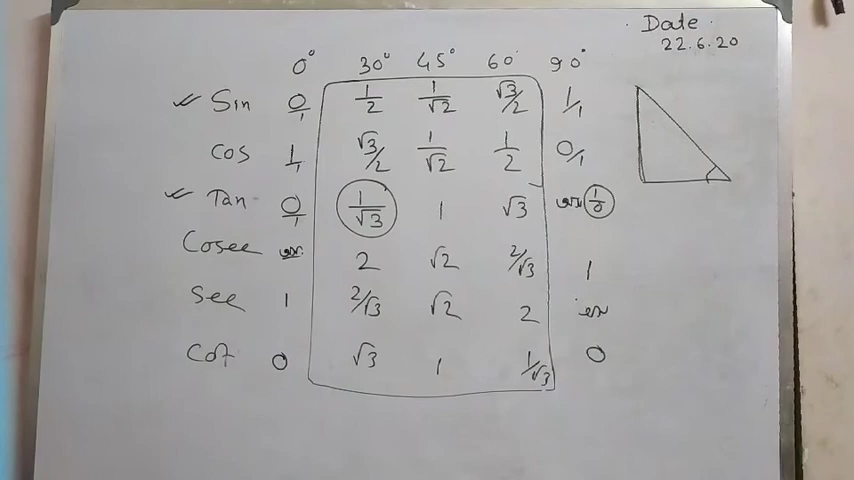 Date
22.6.20
0° 30° 45° 60° 90°
Sin 0/1 1/2 1/√2 √3/2 1/1
cos 1/1 √3/2 1/√2 1/2 0/1
Tan 0/1 1/√3 1 √3 1/0
Cosec 2 √2 2/√3 1
Sec 1 2/√3 √2 2
Cot 0 √3 1 1/√3 0